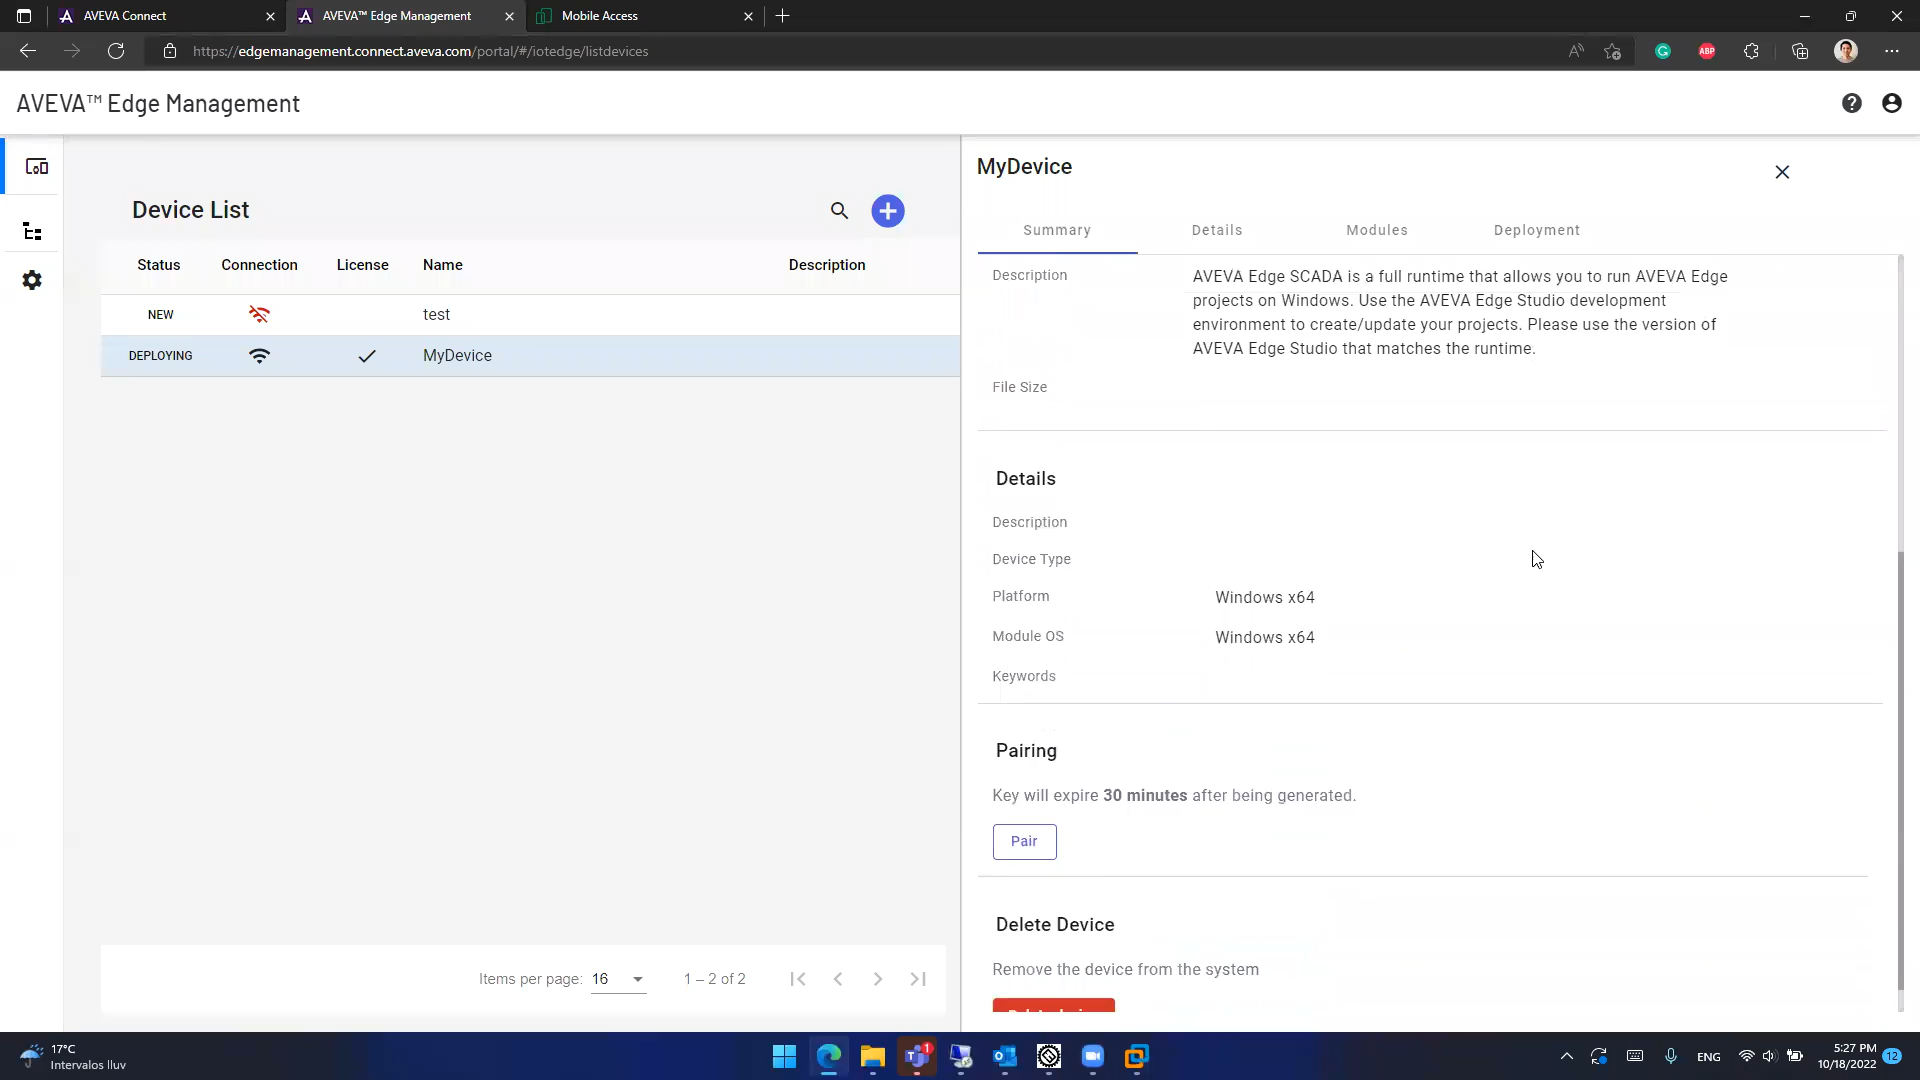 AVEVA Connect
AVEVA™ Edge Management
Mobile Access
https://edgemanagement.connect.aveva.com/portal/#/iotedge/listdevices
ABP
AVEVA™ Edge Management
Device List
Status Connection License Name Description
NEW test
DEPLOYING MyDevice
Items per page: 16 1 – 2 of 2
MyDevice
Summary Details Modules Deployment
Description AVEVA Edge SCADA is a full runtime that allows you to run AVEVA Edge
projects on Windows. Use the AVEVA Edge Studio development
environment to create/update your projects. Please use the version of
AVEVA Edge Studio that matches the runtime.
File Size
Details
Description
Device Type
Platform Windows x64
Module OS Windows x64
Keywords
Pairing
Key will expire 30 minutes after being generated.
Pair
Delete Device
Remove the device from the system
17°C
Intervalos lluv
1
ENG
5:27 PM
10/18/2022
12